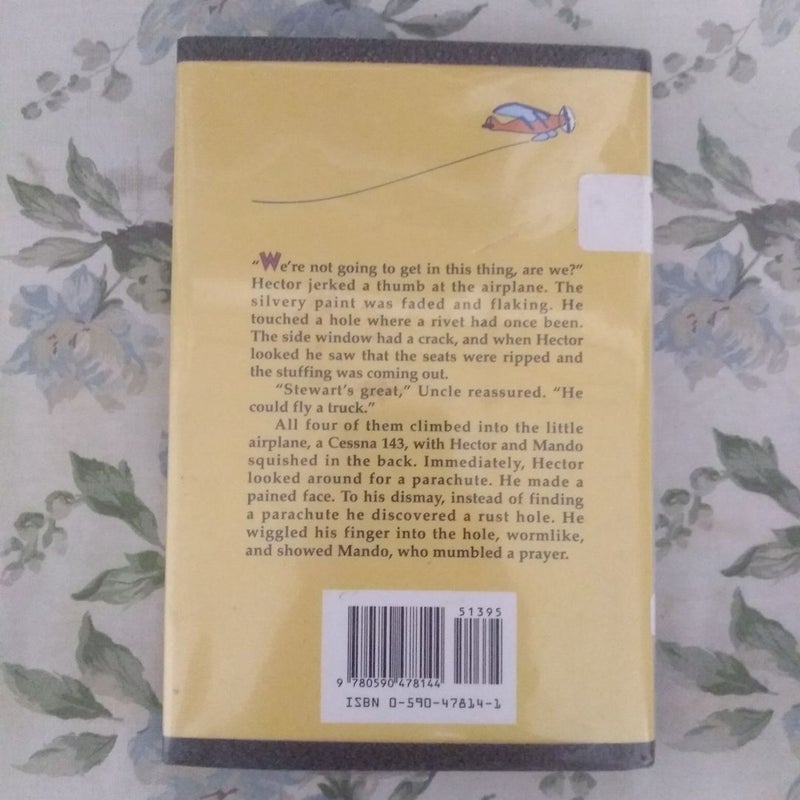 "We're not going to get in this thing, are we?"
Hector jerked a thumb at the airplane. The
silvery paint was faded and flaking. He
touched a hole where a rivet had once been.
The side window had a crack, and when Hector
looked he saw that the seats were ripped and
the stuffing was coming out.
"Stewart's great," Uncle reassured. "He
could fly a truck."
All four of them climbed into the little
airplane, a Cessna 143, with Hector and Mando
squished in the back. Immediately, Hector
looked around for a parachute. He made a
pained face. To his dismay, instead of finding
a parachute he discovered a rust hole. He
wiggled his finger into the hole, wormlike,
and showed Mando, who mumbled a prayer.
51395
9 780590 478144
ISBN 0-590-47814-1